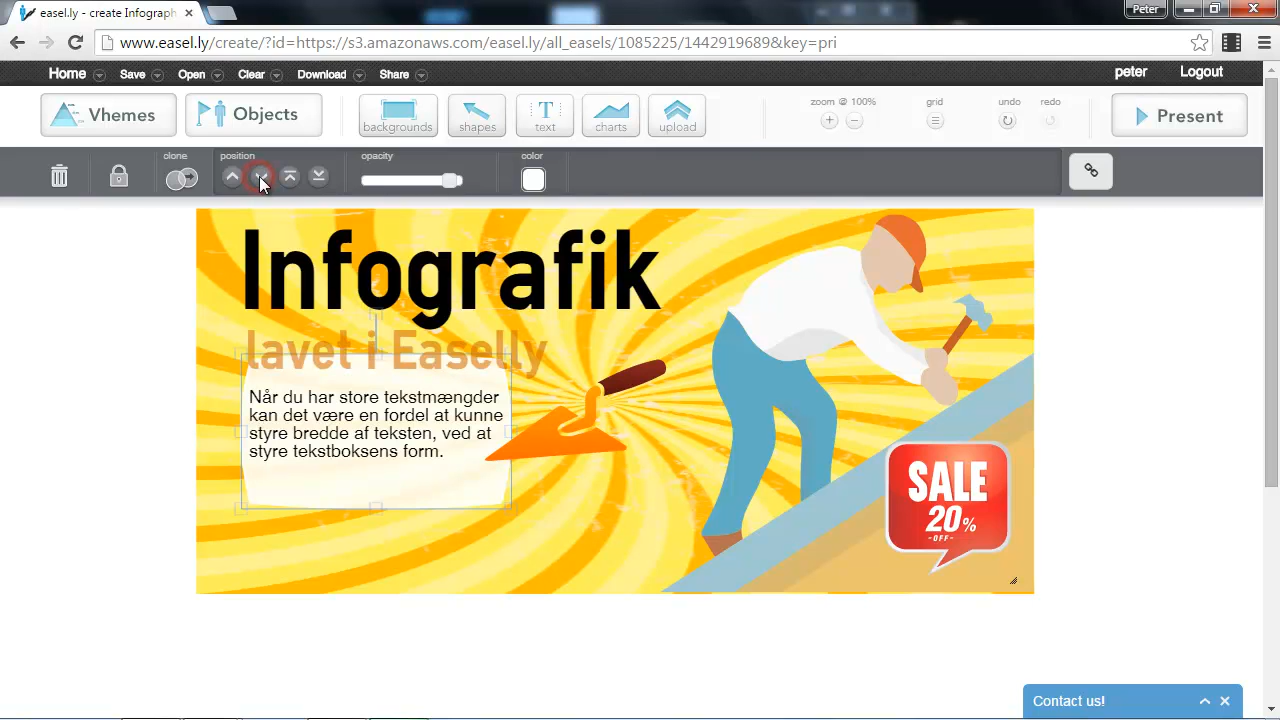 easel.ly - create Infograph
Peter
www.easel.ly/create/?id=https://s3.amazonaws.com/easel.ly/all_easels/1085225/1442919689&key=pri
Home Save Open Clear Download Share peter Logout
Vhemes Objects backgrounds shapes text charts upload zoom @ 100% grid undo redo Present
clone position opacity color
Infografik
lavet i Easelly
Når du har store tekstmængder
kan det være en fordel at kunne
styre bredde af teksten, ved at
styre tekstboksens form.
SALE
20%
-OFF-
Contact us!